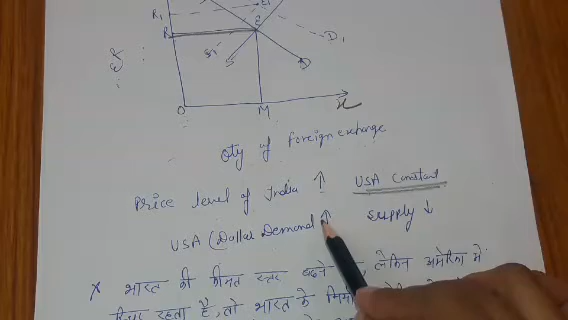 R₁ E₁
R E D₁
S₁ S D
O M X
Qty of foreign exchange
Price level of India ↑ USA Constant
USA (Dollar Demand ↑ Supply ↓
× भारत की कीमत स्तर बढ़ने लेकिन अमेरिका में
स्थिर रहता है, तो भारत के